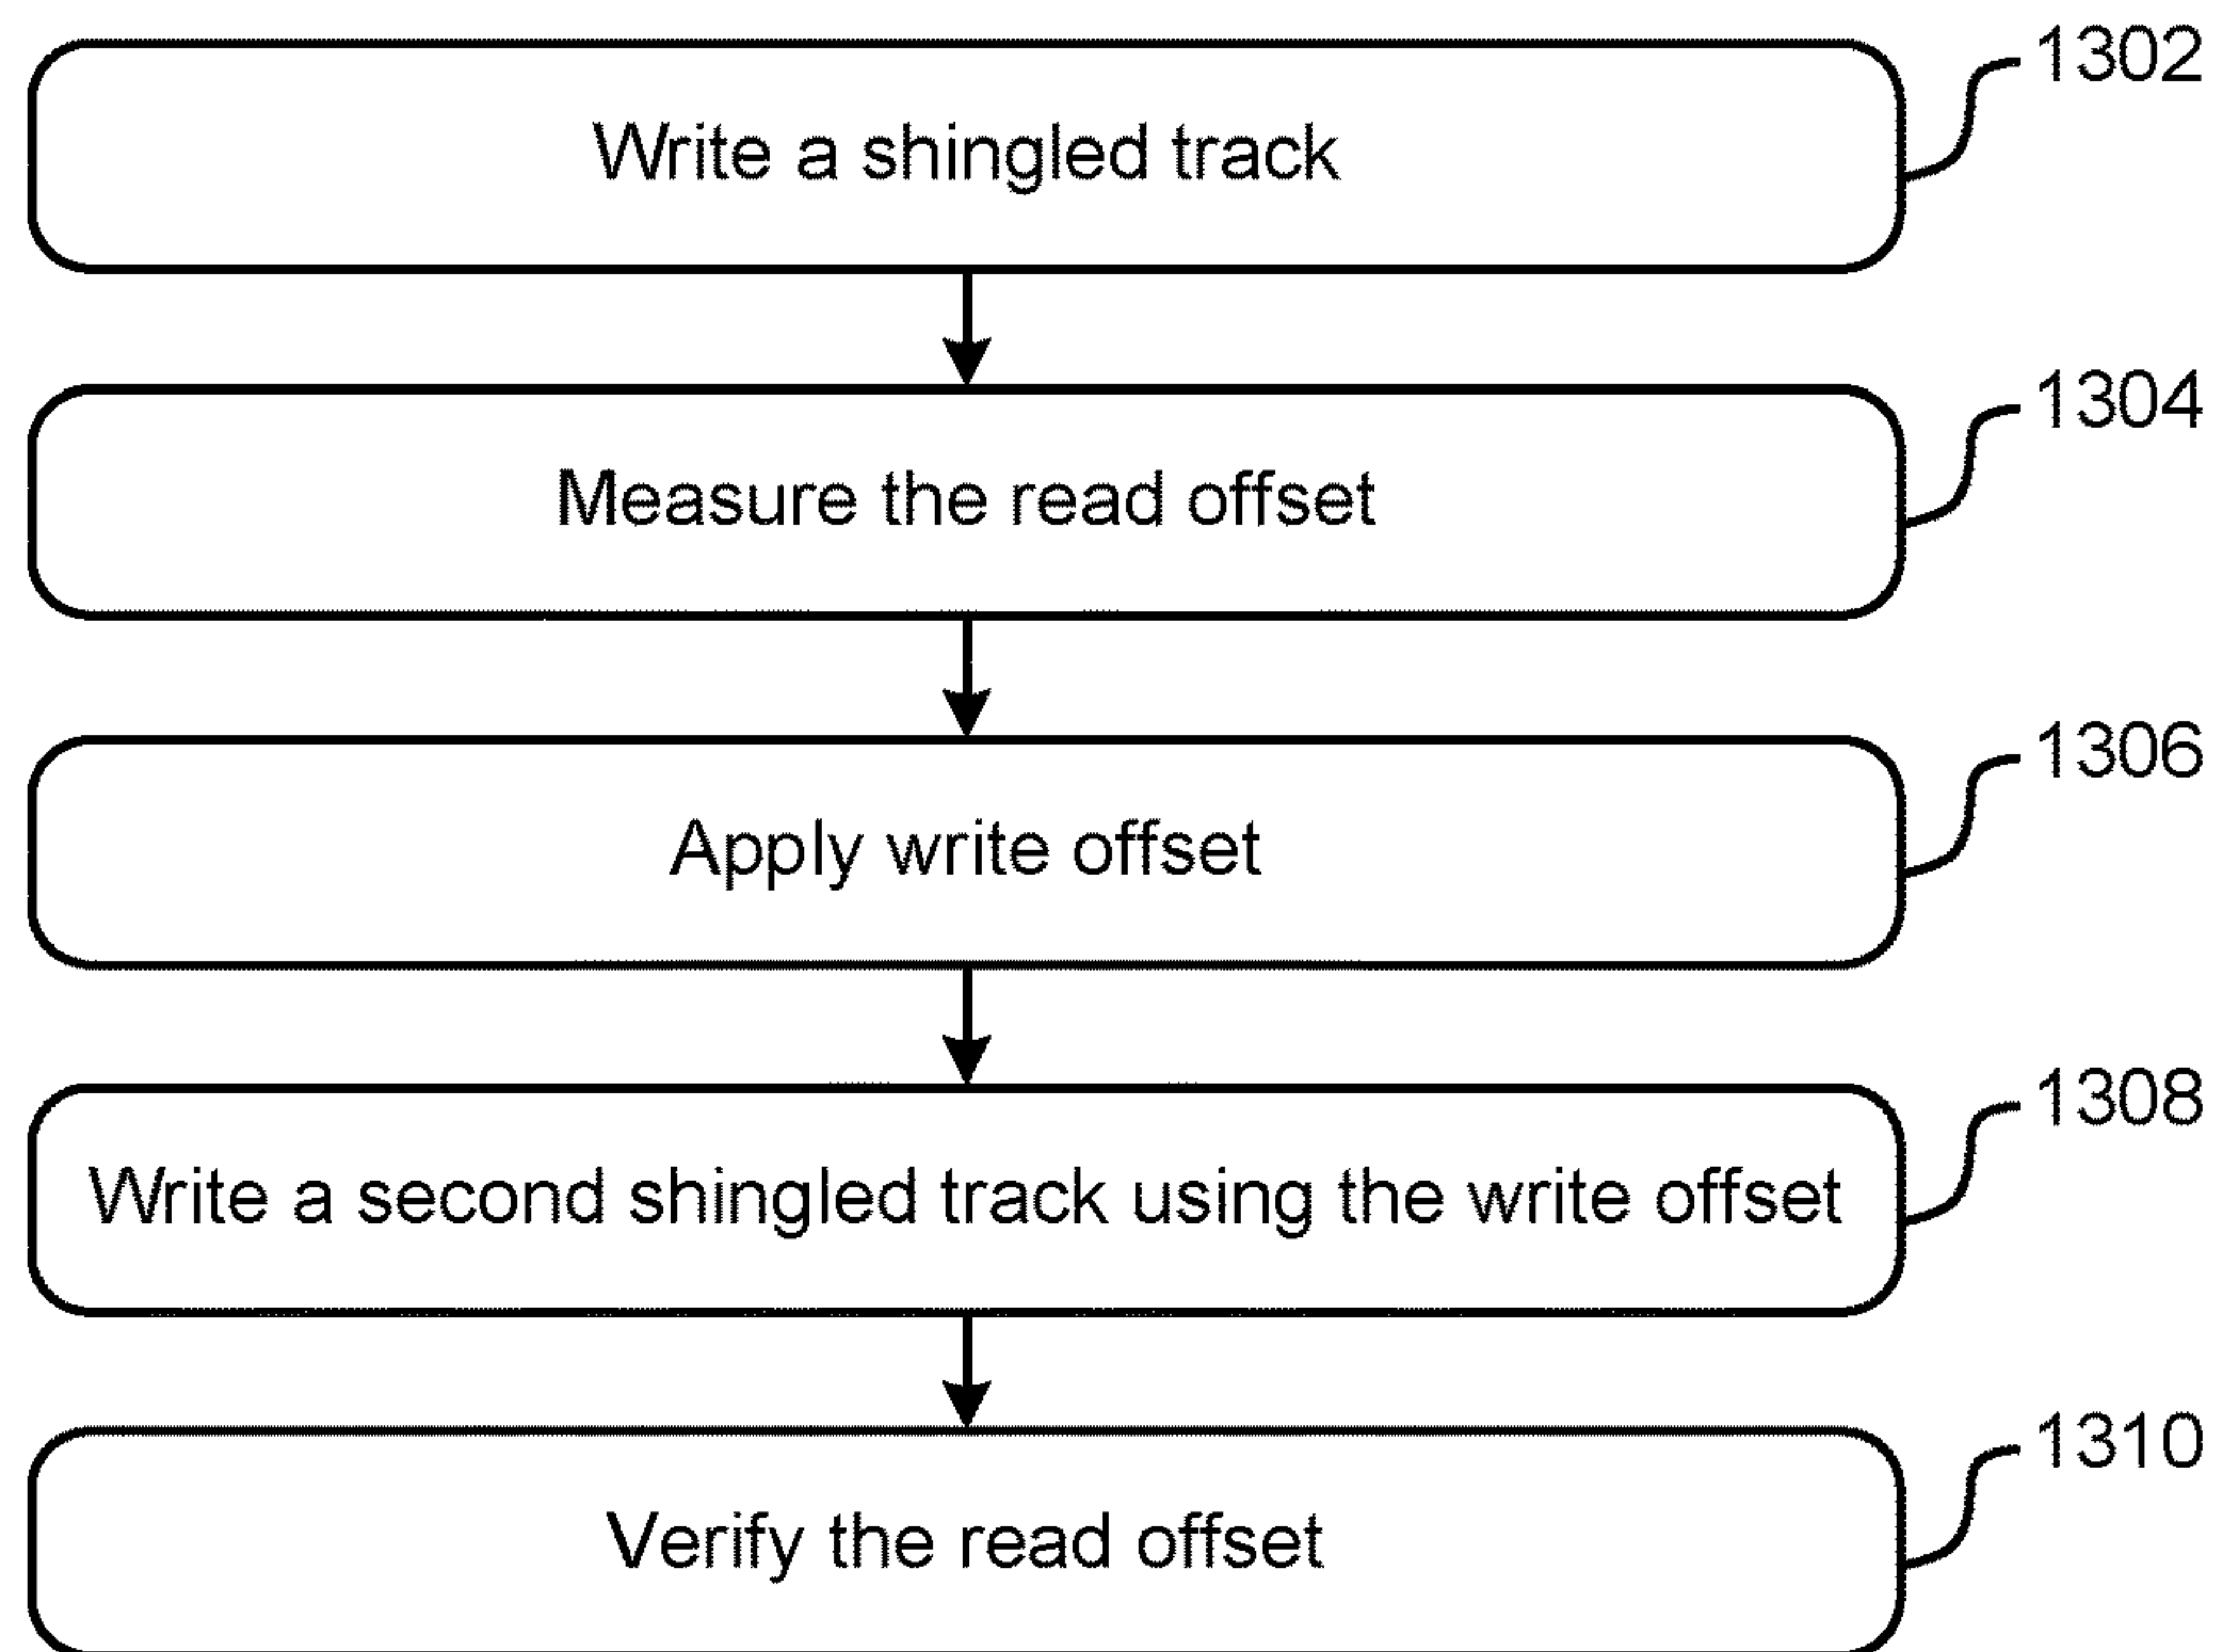 1302
Write a shingled track
1304
Measure the read offset
1306
Apply write offset
1308
Write a second shingled track using the write offset
1310
Verify the read offset